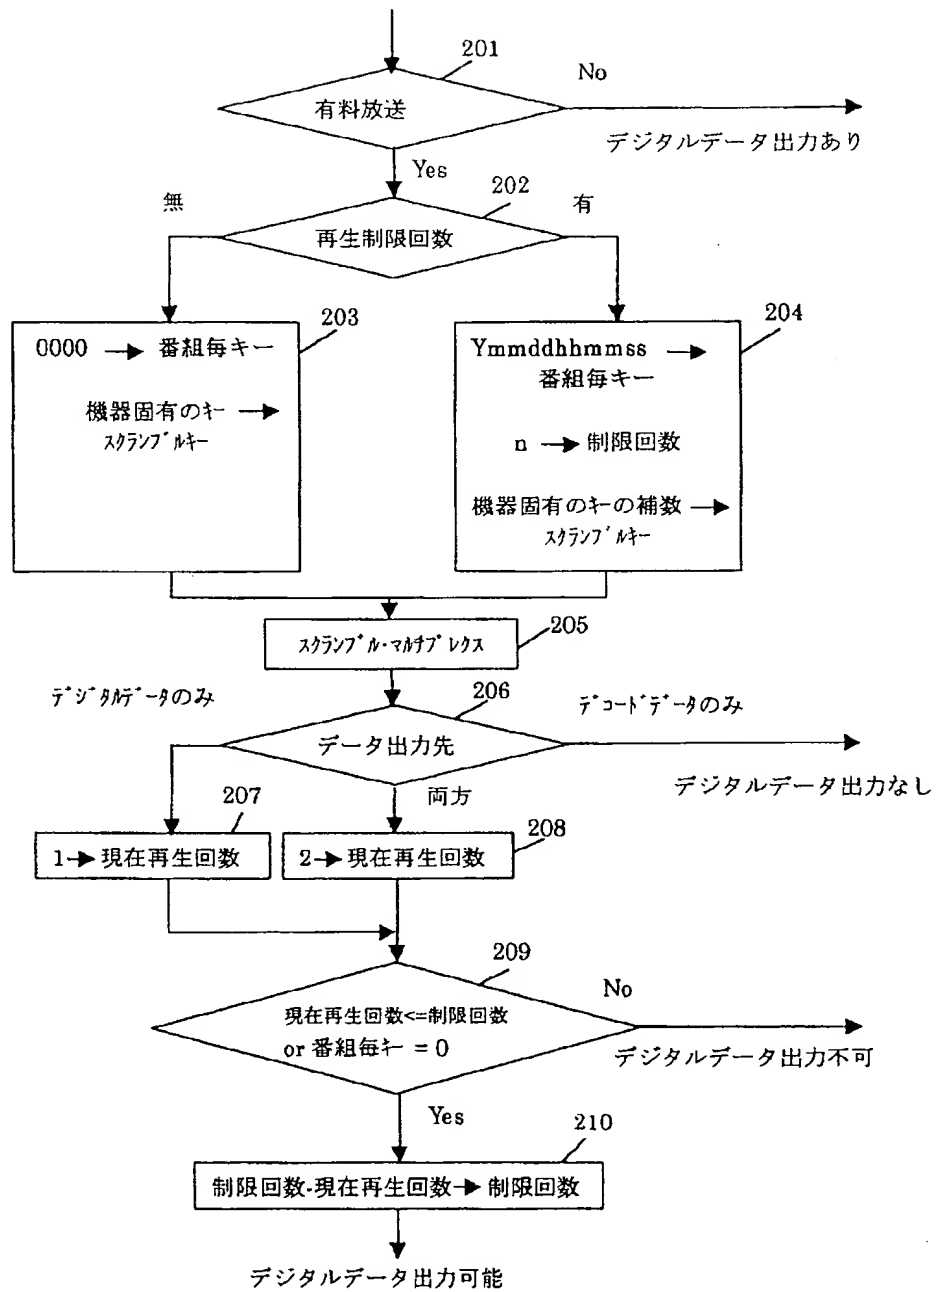 201
No
有料放送
デジタルデータ出力あり
Yes
202
無
有
再生制限回数
203
204
0000 → 番組毎キー
機器固有のｷｰ →
ｽｸﾗﾝﾌﾞﾙｷｰ
Ymmddhhmmss →
番組毎キー
n → 制限回数
機器固有のｷｰの補数 →
ｽｸﾗﾝﾌﾞﾙｷｰ
205
ｽｸﾗﾝﾌﾞﾙ･ﾏﾙﾁﾌﾟﾚｸｽ
ﾃﾞｼﾞﾀﾙﾃﾞｰﾀのみ
206
ﾃﾞｺｰﾄﾞﾃﾞｰﾀのみ
データ出力先
デジタルデータ出力なし
207
両方
208
1→現在再生回数
2→現在再生回数
209
No
現在再生回数<=制限回数
or 番組毎ｷｰ = 0
デジタルデータ出力不可
Yes
210
制限回数-現在再生回数→制限回数
デジタルデータ出力可能